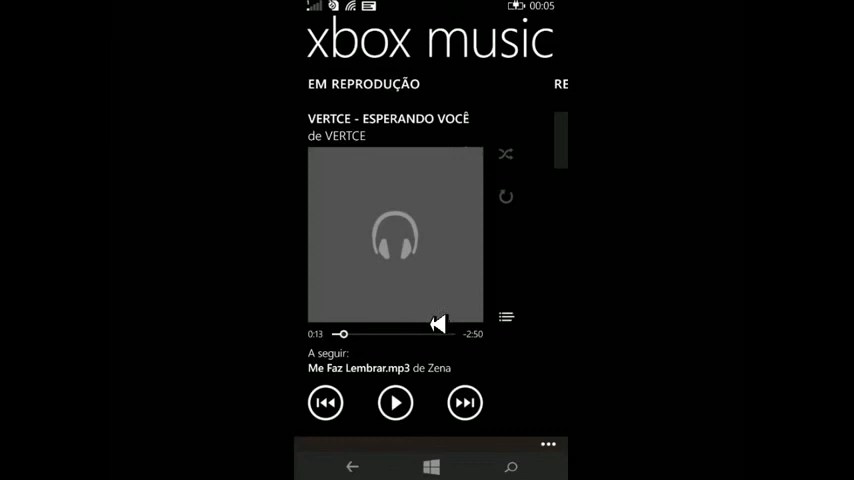 00:05
xbox music
EM REPRODUÇÃO
RE
VERTCE - ESPERANDO VOCÊ
de VERTCE
0:13
-2:50
A seguir:
Me Faz Lembrar.mp3 de Zena